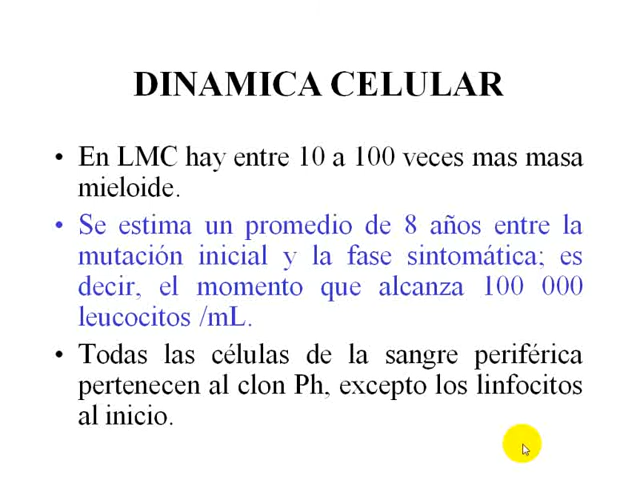 DINAMICA CELULAR
• En LMC hay entre 10 a 100 veces mas masa
mieloide.
• Se estima un promedio de 8 años entre la
mutación inicial y la fase sintomática; es
decir, el momento que alcanza 100 000
leucocitos /mL.
• Todas las células de la sangre periférica
pertenecen al clon Ph, excepto los linfocitos
al inicio.